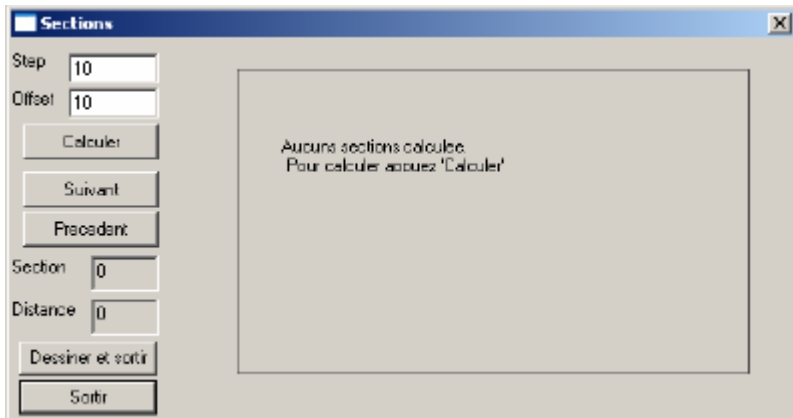 Sections
Step 10
Offset 10
Calculer
Suivant
Precedant
Section 0
Distance 0
Dessiner et sortir
Sortir
Aucuns sections calculee.
Pour calculer appuez 'Calculer'